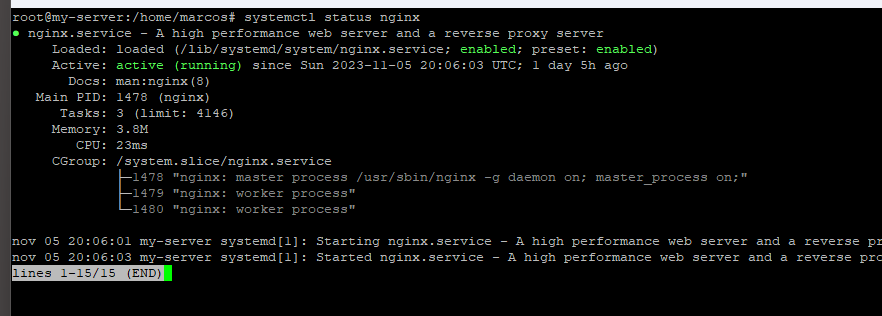 root@my-server:/home/marcos# systemctl status nginx
● nginx.service - A high performance web server and a reverse proxy server
     Loaded: loaded (/lib/systemd/system/nginx.service; enabled; preset: enabled)
     Active: active (running) since Sun 2023-11-05 20:06:03 UTC; 1 day 5h ago
       Docs: man:nginx(8)
   Main PID: 1478 (nginx)
      Tasks: 3 (limit: 4146)
     Memory: 3.8M
        CPU: 23ms
     CGroup: /system.slice/nginx.service
             ├─1478 "nginx: master process /usr/sbin/nginx -g daemon on; master_process on;"
             ├─1479 "nginx: worker process"
             └─1480 "nginx: worker process"

nov 05 20:06:01 my-server systemd[1]: Starting nginx.service - A high performance web server and a reverse pr
nov 05 20:06:03 my-server systemd[1]: Started nginx.service - A high performance web server and a reverse pro
lines 1-15/15 (END)